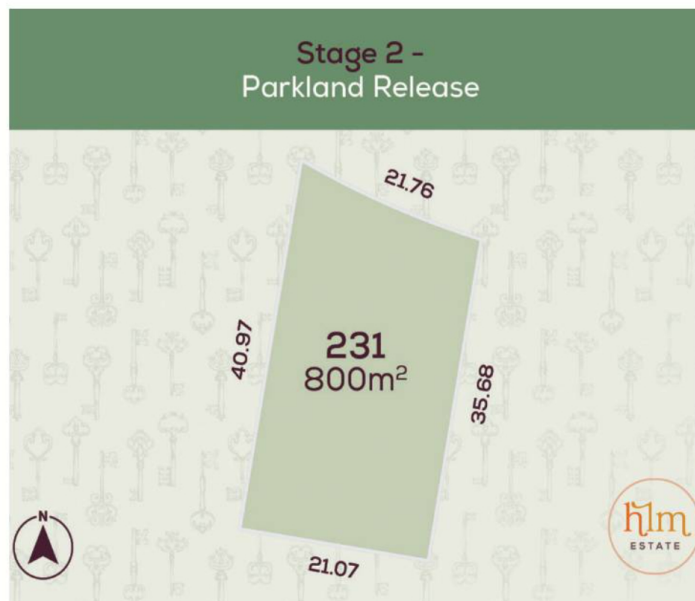 Stage 2 -
Parkland Release
21.76
40.97
231
800m²
35.68
21.07
N
hlm
ESTATE